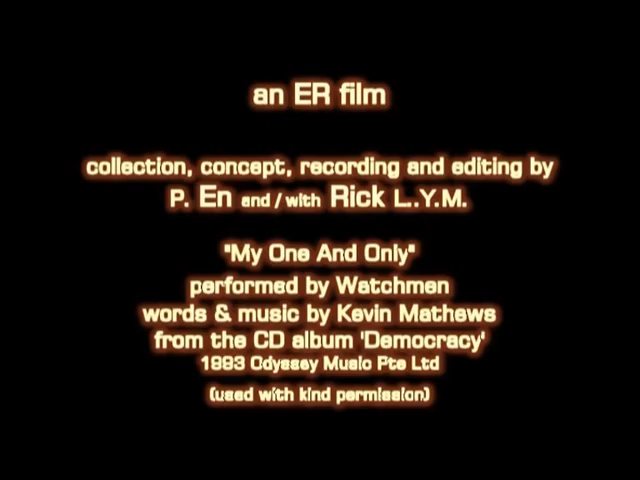 an ER film
collection, concept, recording and editing by
P. En and / with Rick L.Y.M.
"My One And Only"
performed by Watchmen
words & music by Kevin Mathews
from the CD album 'Democracy'
1993 Odyssey Music Pte Ltd
(used with kind permission)